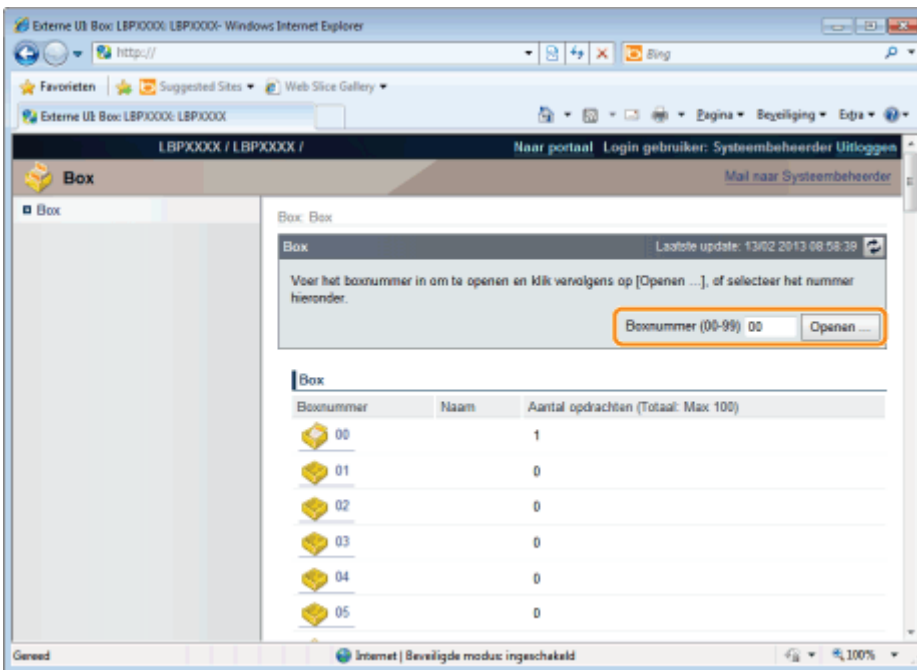 Externe UI: Box: LBPXXXX: LBPXXXX- Windows Internet Explorer
http://
Bing
Favorieten Suggested Sites Web Slice Gallery
Externe UI: Box: LBPXXXX: LBPXXXX
Pagina Beveiliging Extra
LBPXXXX / LBPXXXX / Naar portaal Login gebruiker: Systeembeheerder Uitloggen
Box Mail naar Systeembeheerder
Box
Box: Box
Box Laatste update: 13/02 2013 08:58:39
Voer het boxnummer in om te openen en klik vervolgens op [Openen ...], of selecteer het nummer
hieronder.
Boxnummer (00-99) 00 Openen ...
Box
Boxnummer Naam Aantal opdrachten (Totaal: Max 100)
00 1
01 0
02 0
03 0
04 0
05 0
Gereed Internet | Beveiligde modus: ingeschakeld 100%